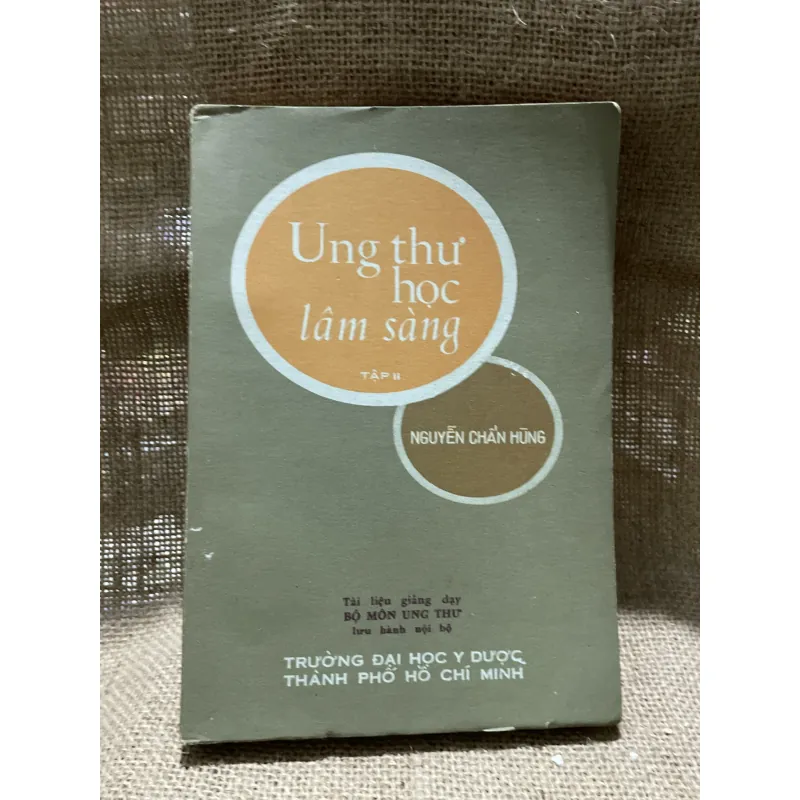 Ung thư
học
lâm sàng
TẬP II
NGUYỄN CHẤN HÙNG
Tài liệu giảng dạy
BỘ MÔN UNG THƯ
lưu hành nội bộ
TRƯỜNG ĐẠI HỌC Y DƯỢC
THÀNH PHỐ HỒ CHÍ MINH